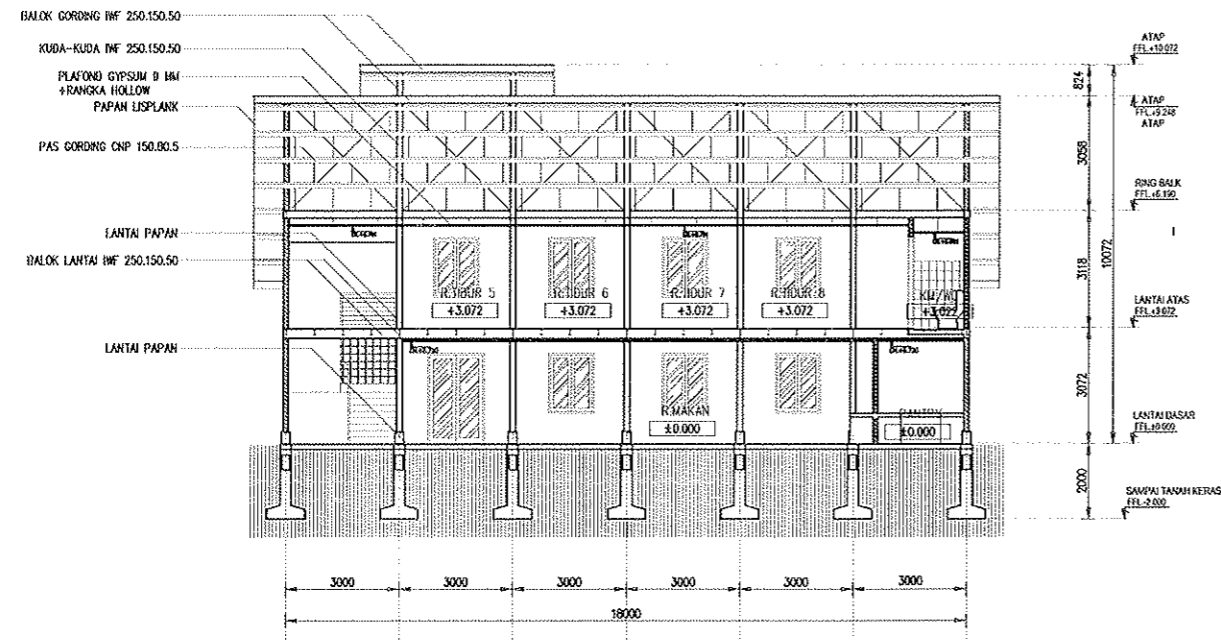 BALOK GORDING IWF 250.150.50
KUDA-KUDA IWF 250.150.50
PLAFOND GYPSUM 9 MM
+RANGKA HOLLOW
PAPAN LISPLANK
PAS GORDING CNP 150.80.5
LANTAI PAPAN
BALOK LANTAI IWF 250.150.50
LANTAI PAPAN
ATAP
FFL.+10.072
824
ATAP
FFL.+9.248
ATAP
3058
RING BALK
FFL.+6.190
3118
10072
LANTAI ATAS
FFL.+3.072
3072
LANTAI DASAR
FFL.±0.000
2000
SAMPAI TANAH KERAS
FFL.-2.000
R.TIDUR 5
+3.072
R.TIDUR 6
+3.072
R.TIDUR 7
+3.072
R.TIDUR 8
+3.072
KM/WC
+3.022
R.MAKAN
±0.000
PANTRY
±0.000
3000
3000
3000
3000
3000
3000
18000